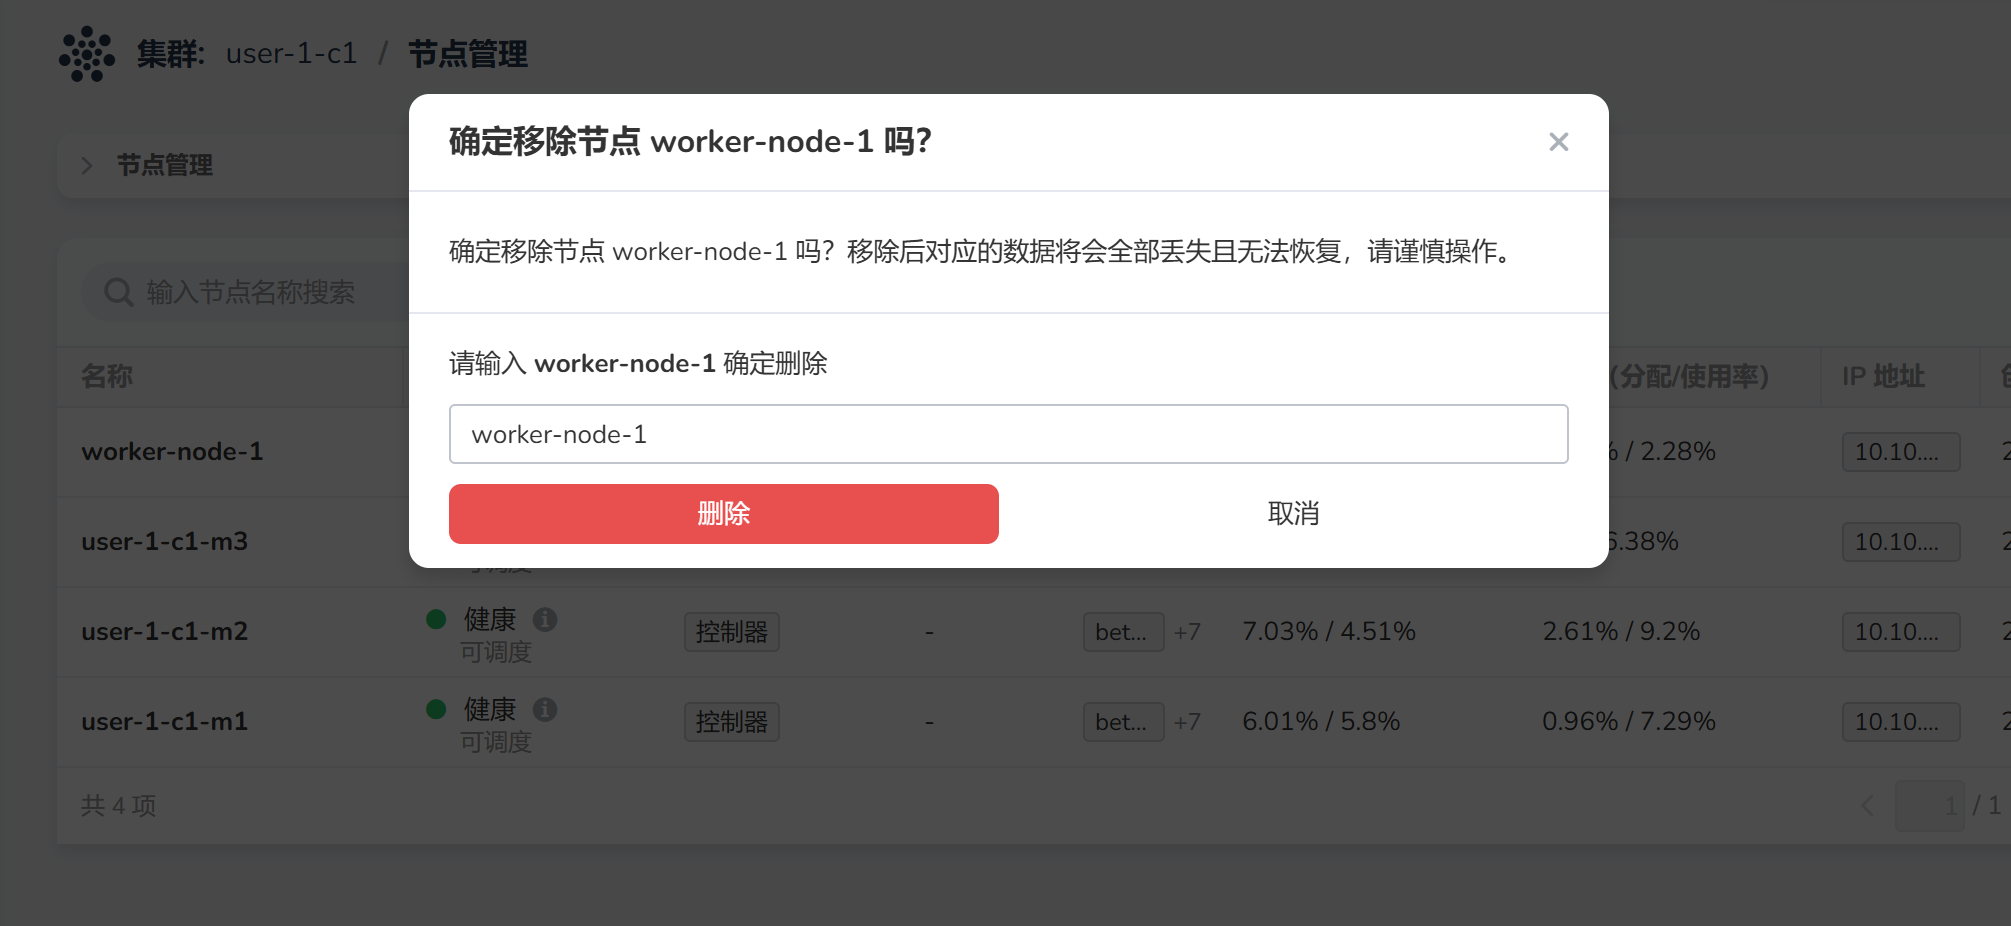 集群: user-1-c1 / 节点管理
确定移除节点 worker-node-1 吗?
节点管理
确定移除节点 worker-node-1 吗？移除后对应的数据将会全部丢失且无法恢复，请谨慎操作。
输入节点名称搜索
请输入 worker-node-1 确定删除
名称 (分配/使用率) IP 地址
worker-node-1
worker-node-1 % / 2.28% 10.10....
删除 取消
user-1-c1-m3 6.38% 10.10....
user-1-c1-m2 健康 控制器 - bet... +7 7.03% / 4.51% 2.61% / 9.2% 10.10....
可调度
user-1-c1-m1 健康 控制器 - bet... +7 6.01% / 5.8% 0.96% / 7.29% 10.10....
可调度
共 4 项 1 / 1